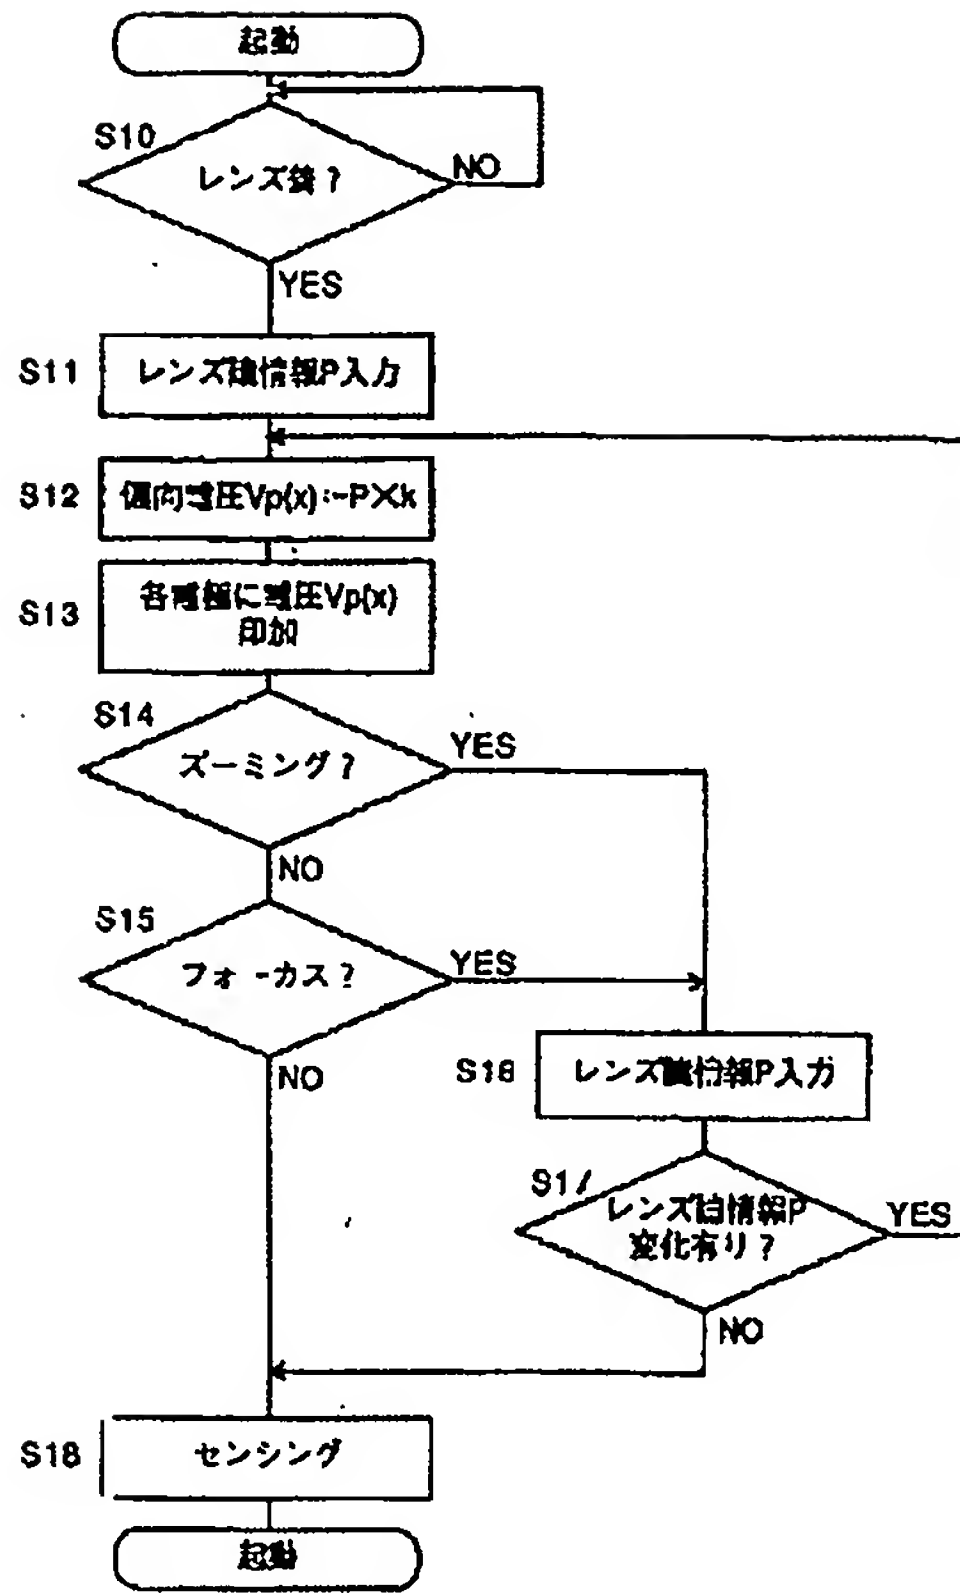 起動
S10
レンズ鏡?
NO
YES
S11
レンズ瞳情報P入力
S12
偏向電圧Vp(x):=P×k
S13
各電極に電圧Vp(x)
印加
S14
ズーミング?
YES
NO
S15
フォーカス?
YES
NO
S16
レンズ瞳情報P入力
S17
レンズ瞳情報P
変化有り?
YES
NO
S18
センシング
起動